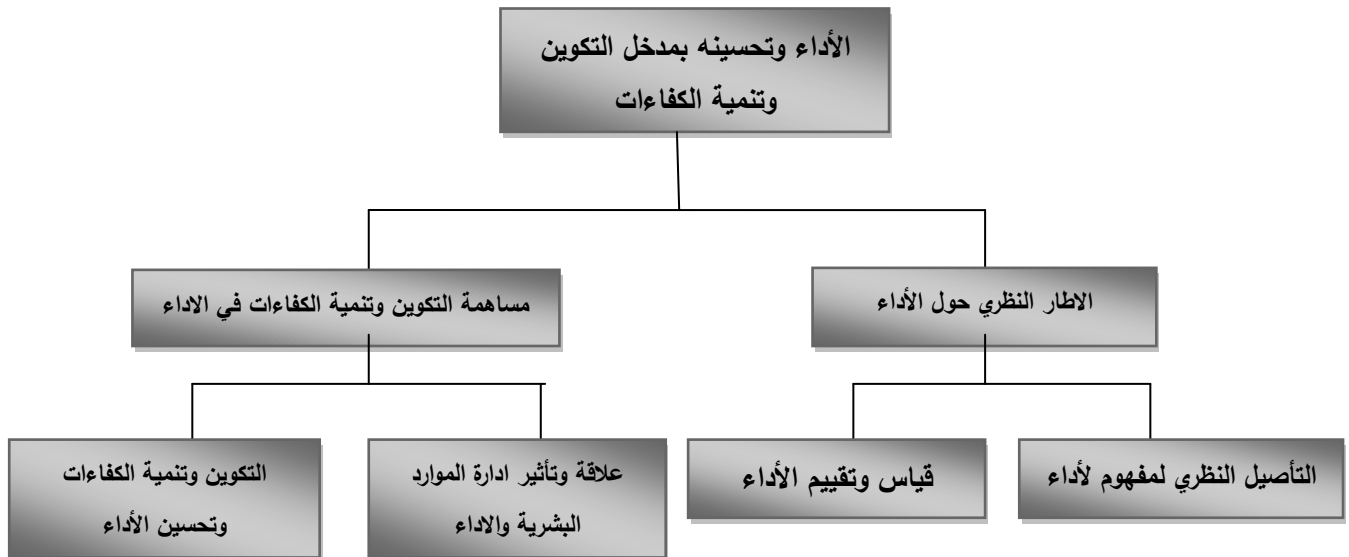 الأداء وتحسينه بمدخل التكوين
وتنمية الكفاءات
الاطار النظري حول الأداء
مساهمة التكوين وتنمية الكفاءات في الاداء
التأصيل النظري لمفهوم لأداء
قياس وتقييم الأداء
علاقة وتأثير ادارة الموارد
البشرية والاداء
التكوين وتنمية الكفاءات
وتحسين الأداء